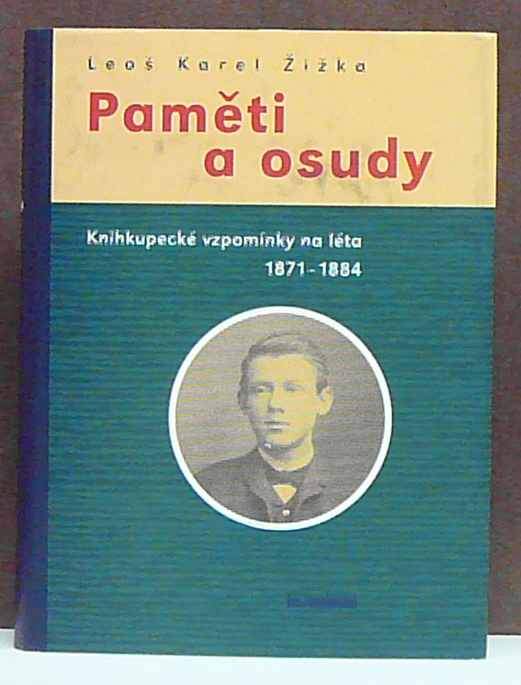 Leoš Karel Žižka
Paměti
a osudy
Knihkupecké vzpomínky na léta
1871-1884